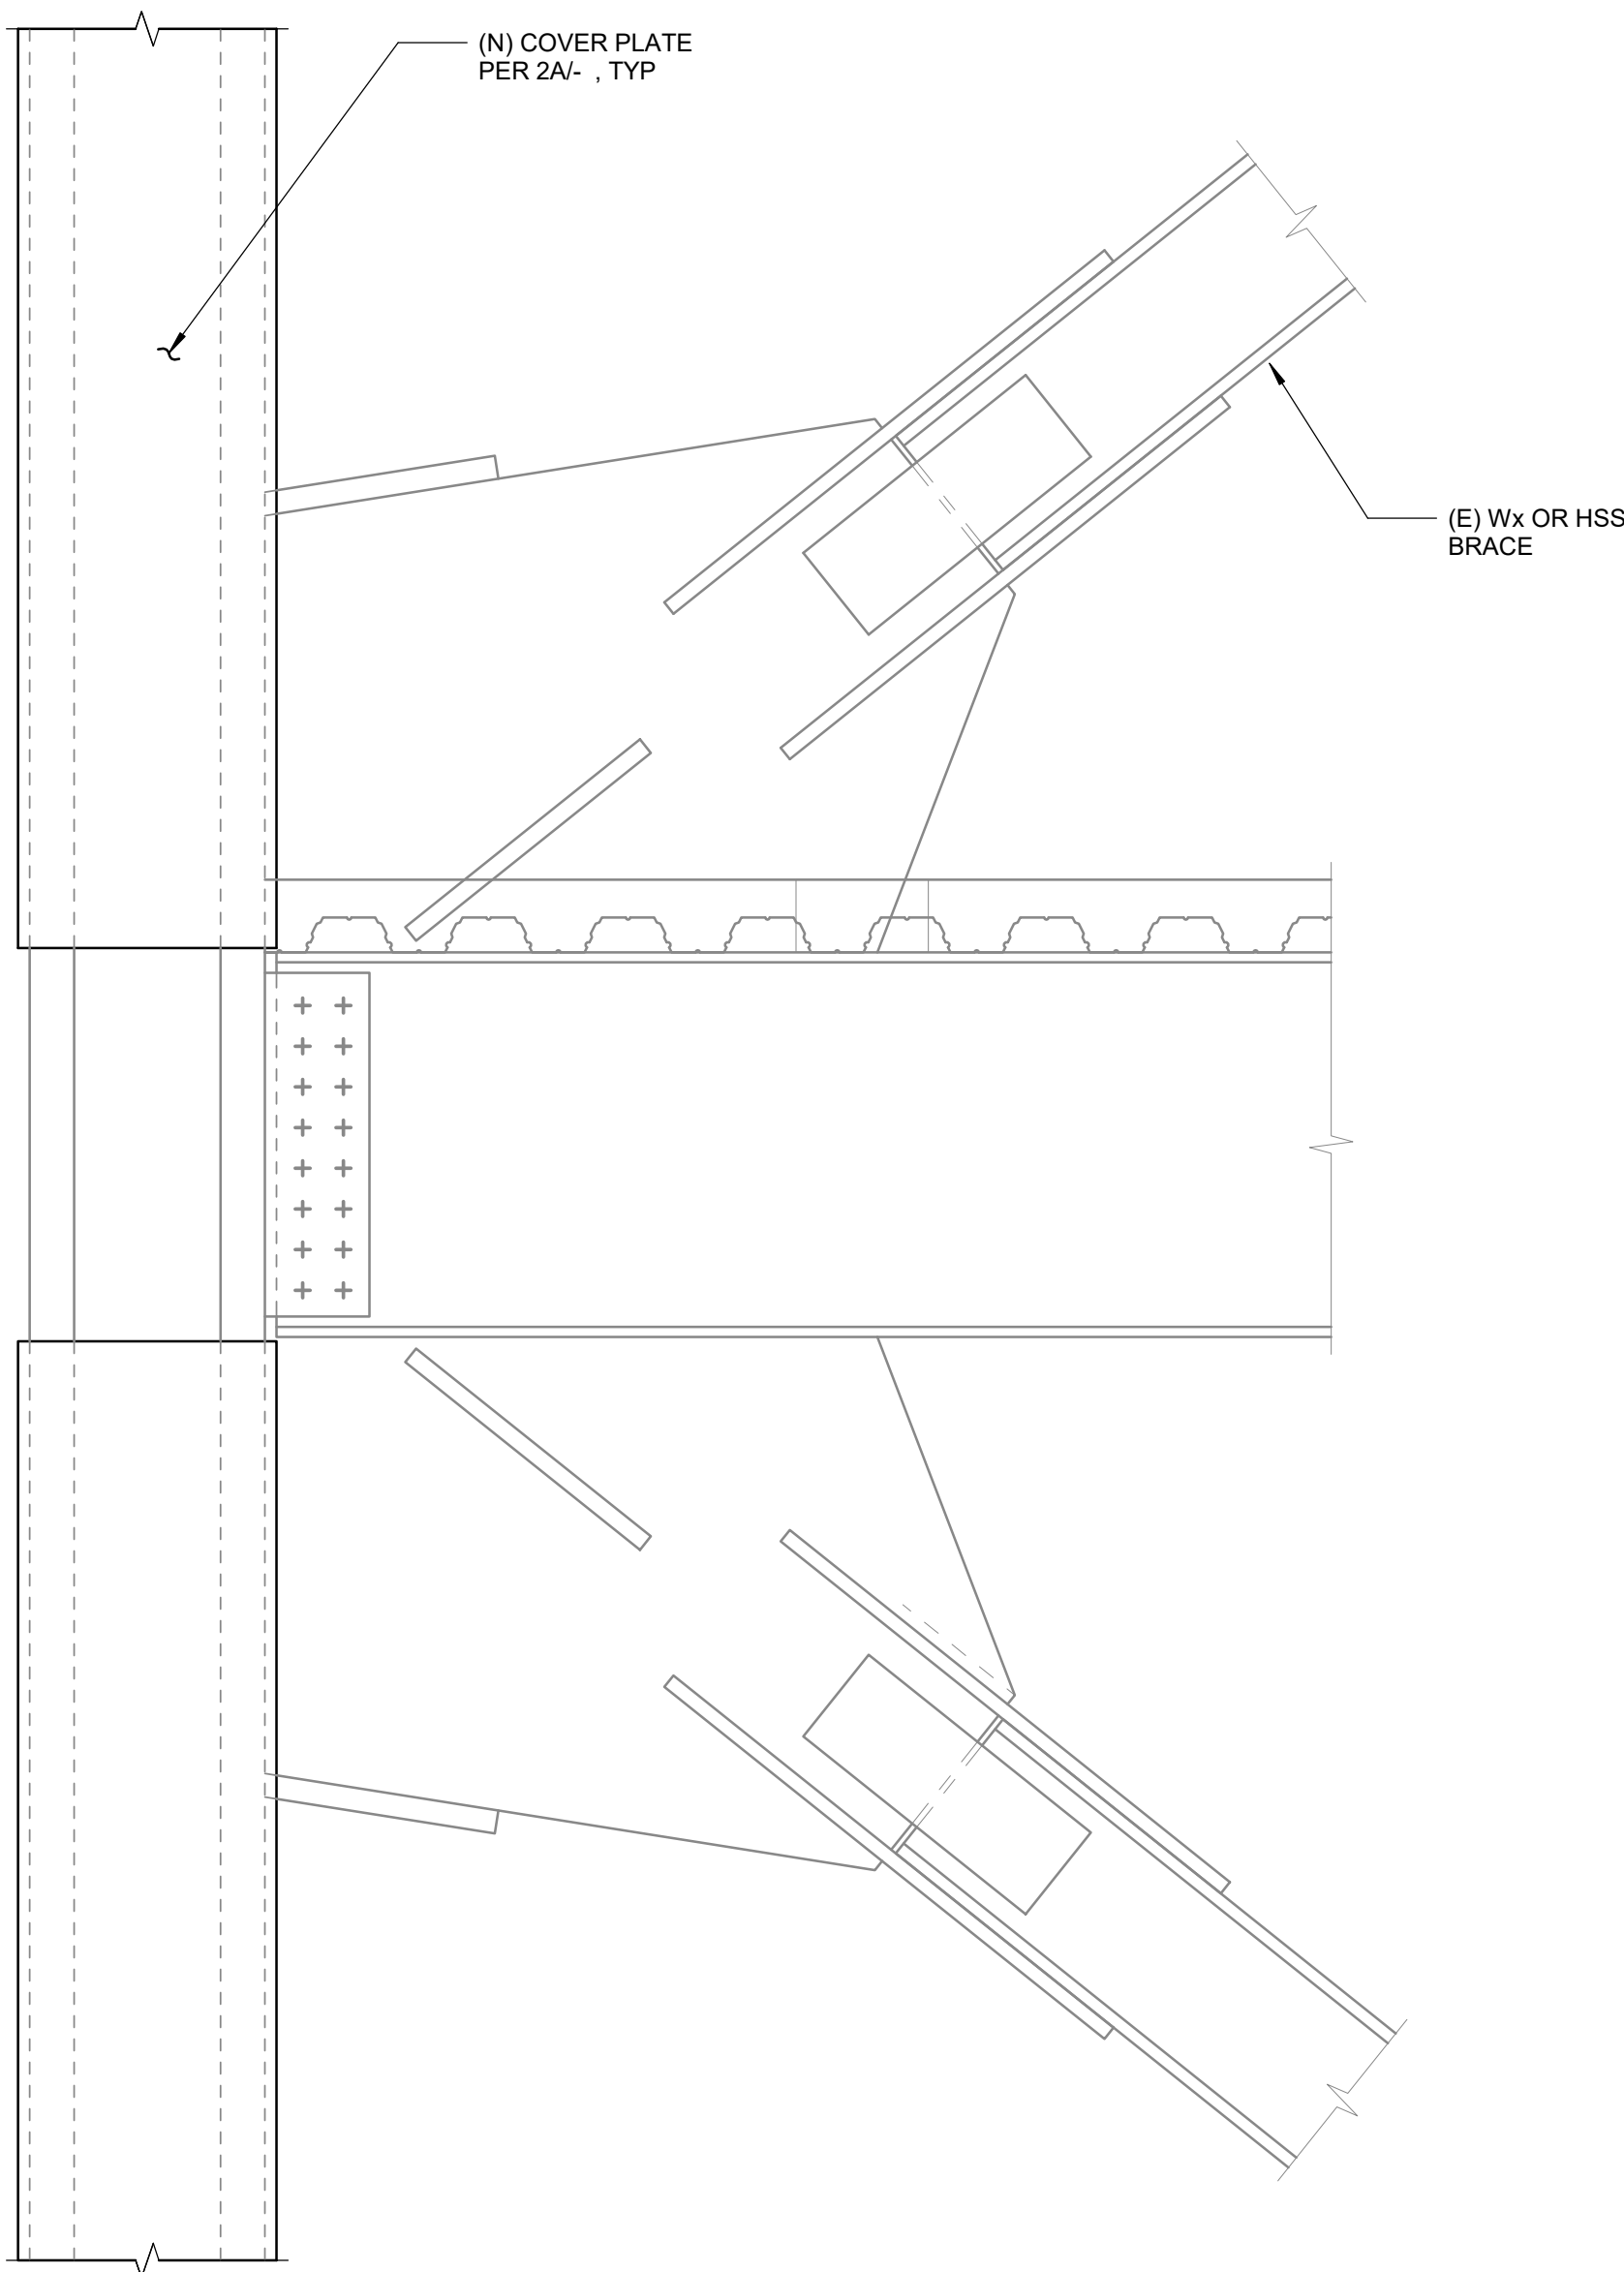 (N) COVER PLATE
PER 2A/- , TYP
(E) Wx OR HSS
BRACE